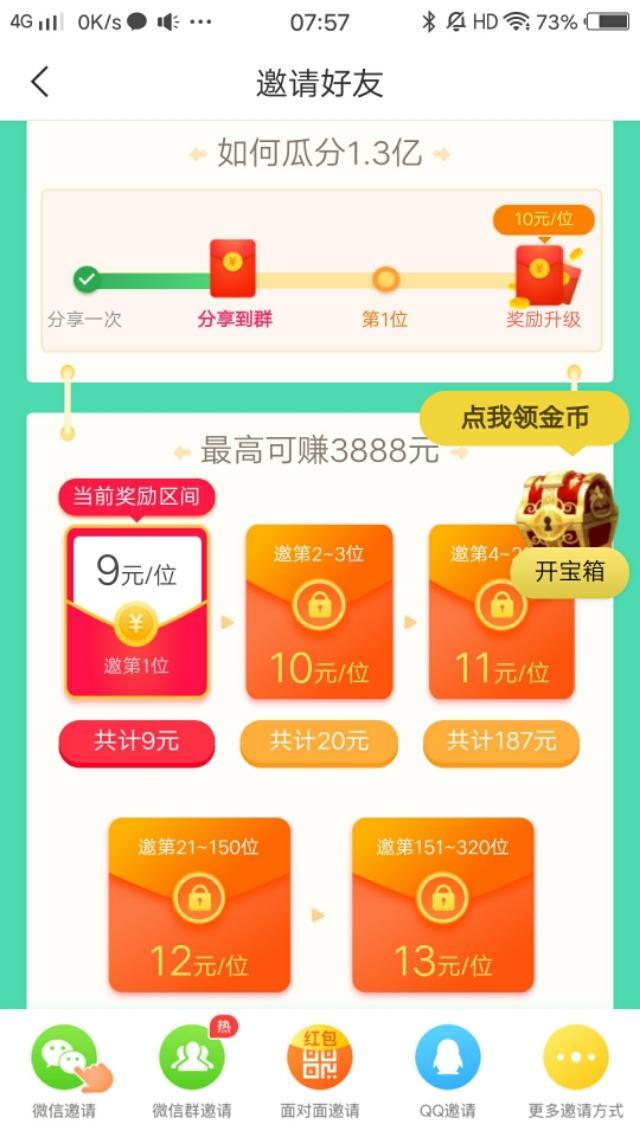 4G 0K/s ••• 07:57 HD 73%
邀请好友
如何瓜分1.3亿
10元/位
分享一次 分享到群 第1位 奖励升级
点我领金币
最高可赚3888元
当前奖励区间
9元/位
邀第1位
邀第2~3位
10元/位
邀第4~2
11元/位
开宝箱
共计9元 共计20元 共计187元
邀第21~150位 邀第151~320位
12元/位 13元/位
热
红包
微信邀请 微信群邀请 面对面邀请 QQ邀请 更多邀请方式